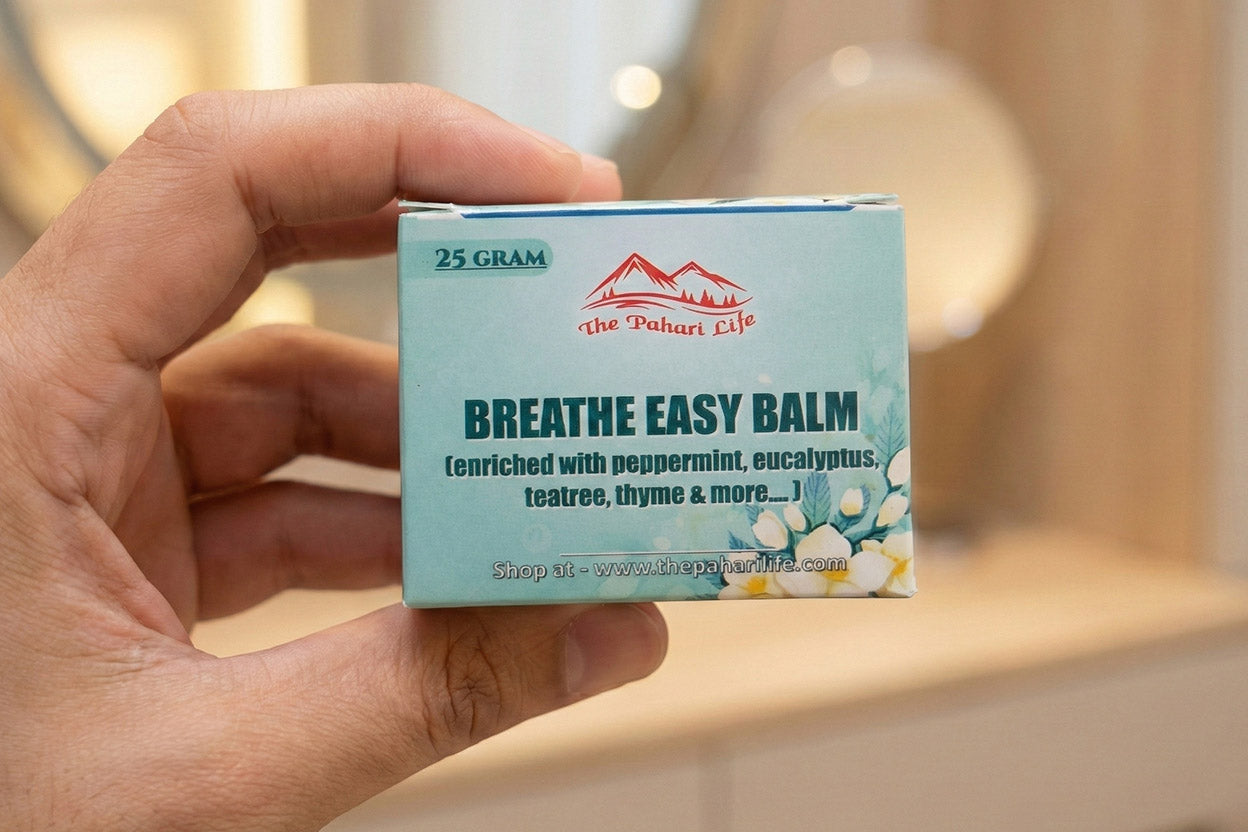 25 GRAM
The Pahari Life
BREATHE EASY BALM
(enriched with peppermint, eucalyptus,
teatree, thyme & more.... )
Shop at - www.thepaharilife.com